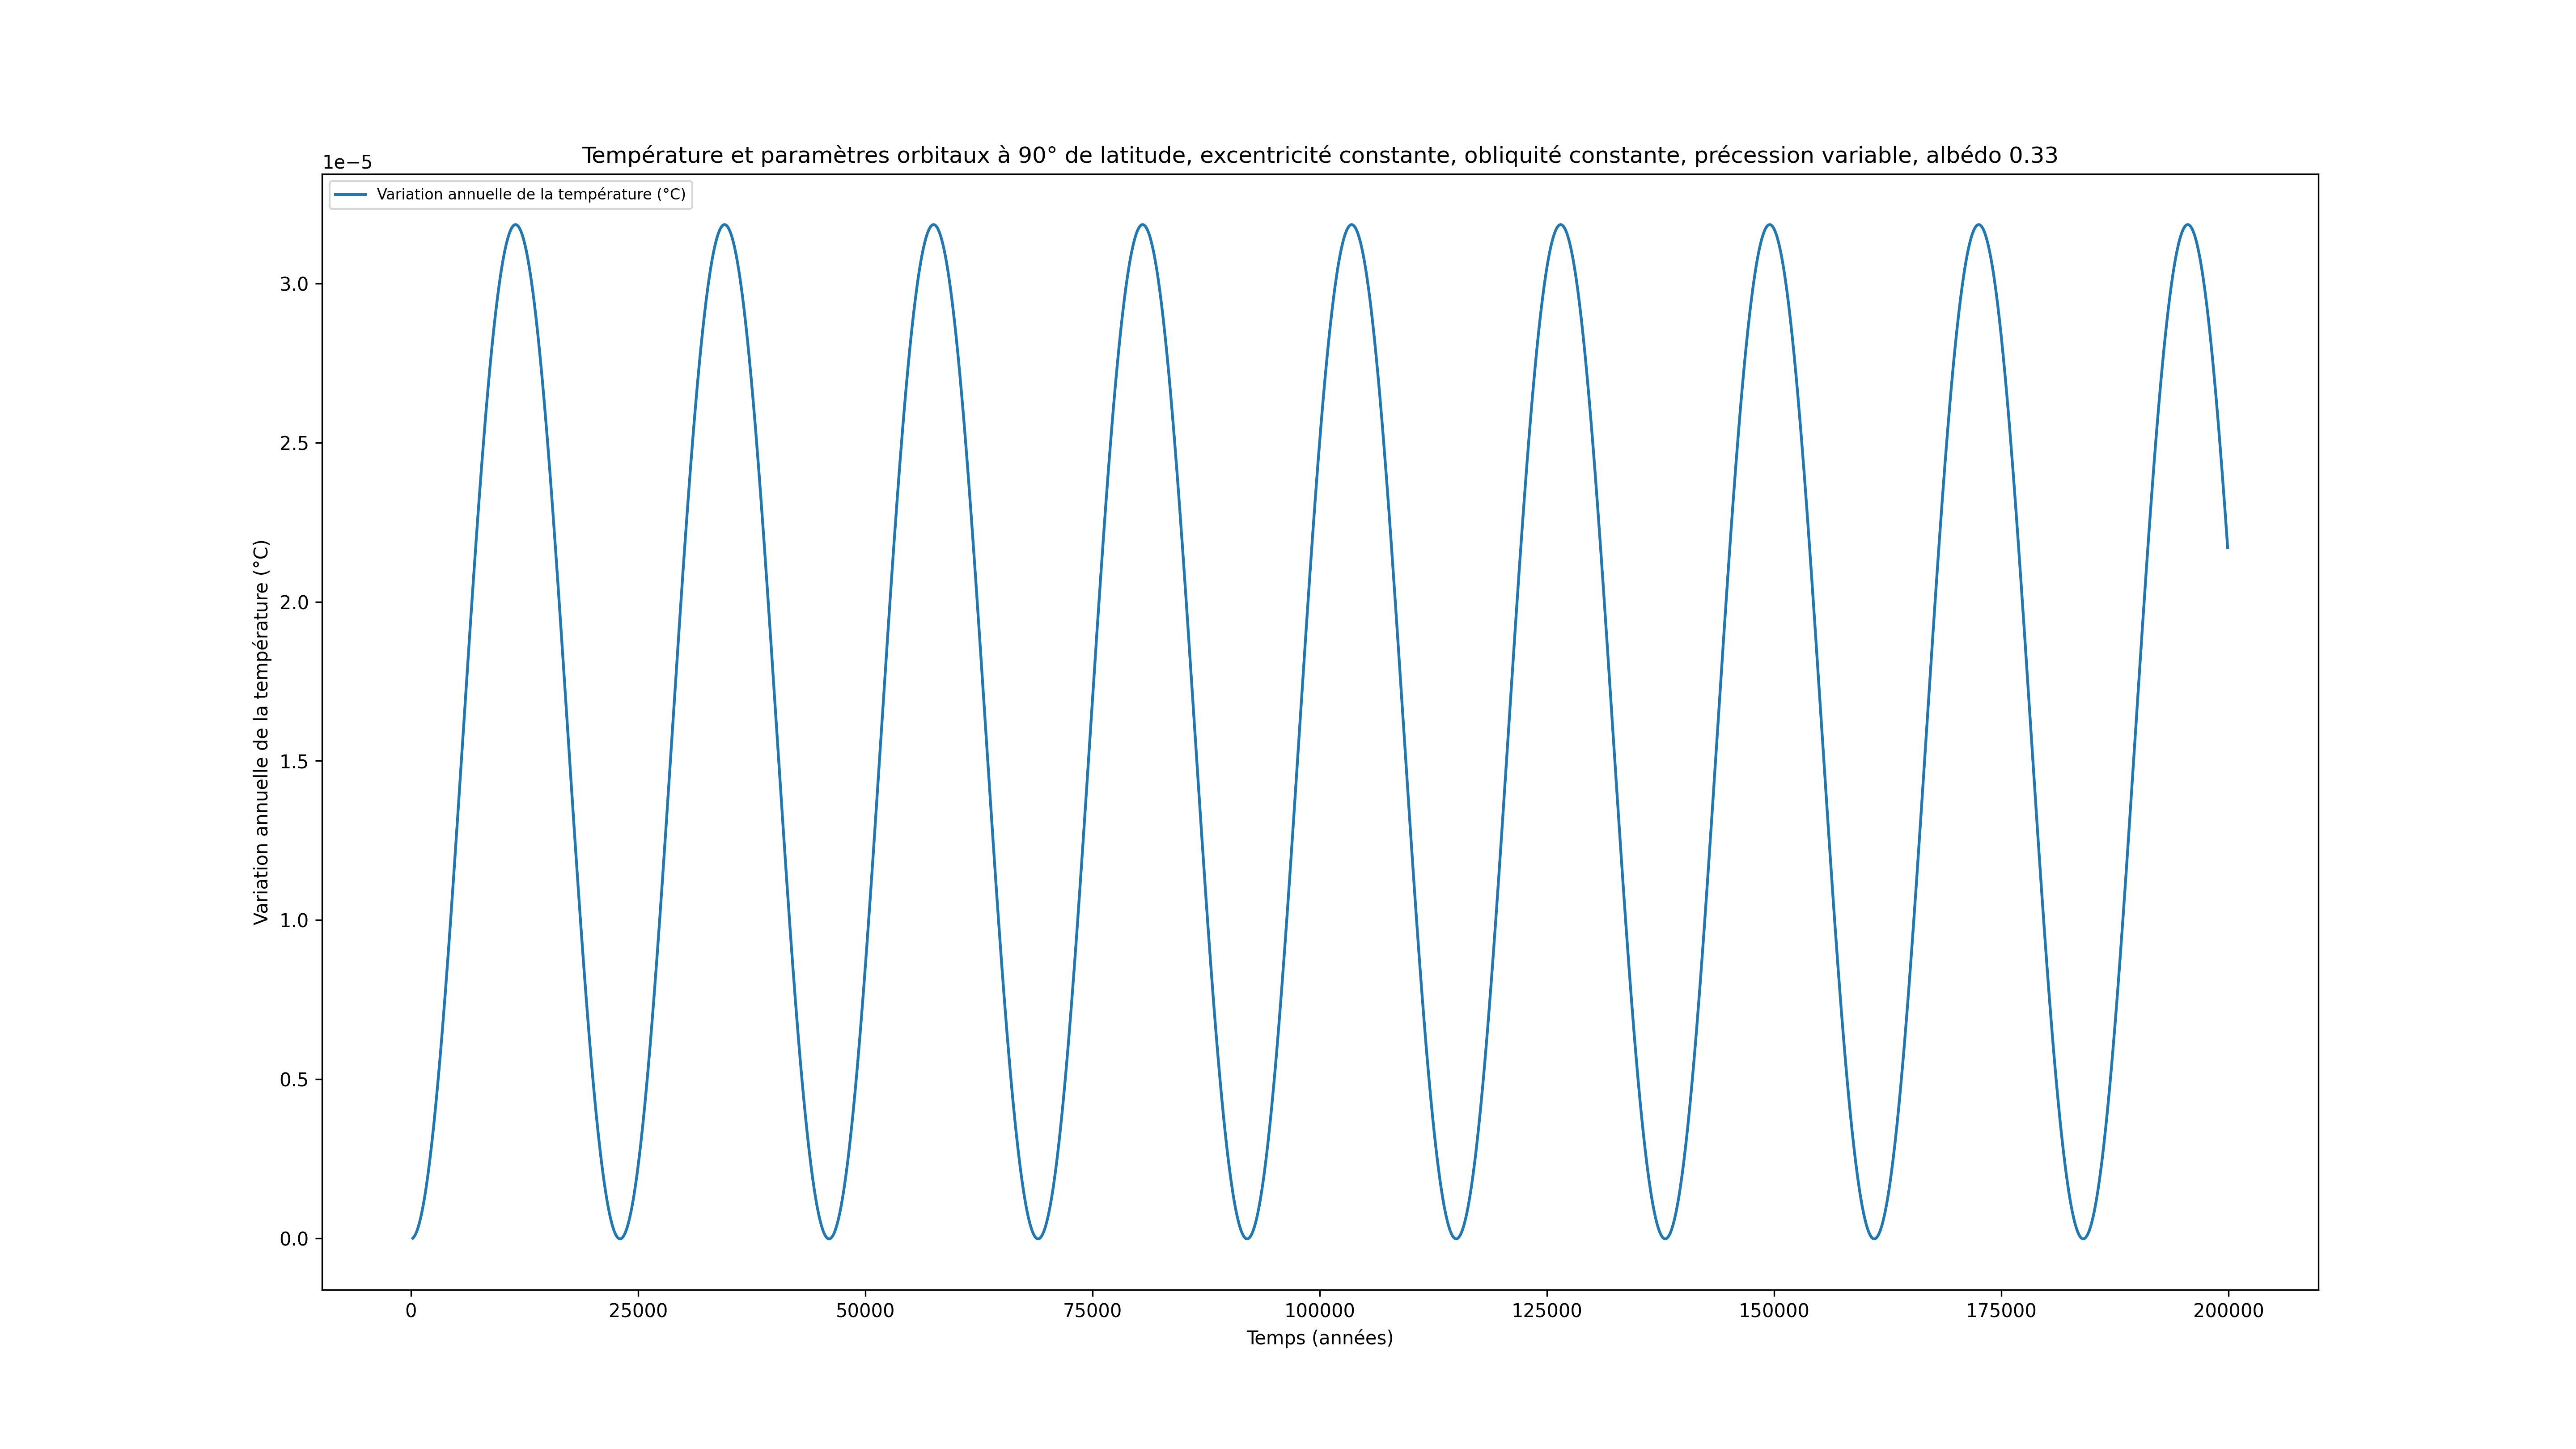 Température et paramètres orbitaux à 90° de latitude, excentricité constante, obliquité constante, précession variable, albédo 0.33
1e−5
Variation annuelle de la température (°C)
Variation annuelle de la température (°C)
3.0
2.5
2.0
1.5
1.0
0.5
0.0
0 25000 50000 75000 100000 125000 150000 175000 200000
Temps (années)